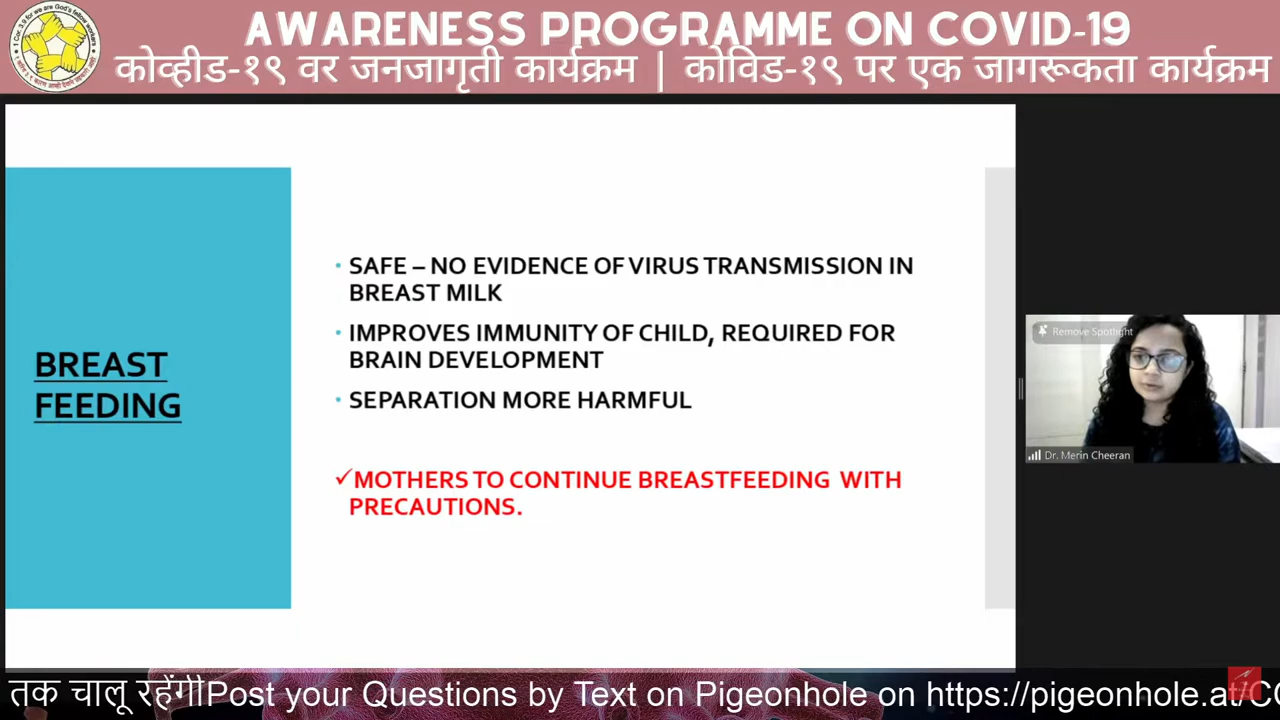 AWARENESS PROGRAMME ON COVID-19
कोव्हीड-१९ वर जनजागृती कार्यक्रम | कोविड-१९ पर एक जागरूकता कार्यक्रम
BREAST
FEEDING
• SAFE – NO EVIDENCE OF VIRUS TRANSMISSION IN
BREAST MILK
• IMPROVES IMMUNITY OF CHILD, REQUIRED FOR
BRAIN DEVELOPMENT
• SEPARATION MORE HARMFUL
✓MOTHERS TO CONTINUE BREASTFEEDING WITH
PRECAUTIONS.
Remove Spotlight
Dr. Merin Cheeran
तक चालू रहेंगीPost your Questions by Text on Pigeonhole on https://pigeonhole.at/